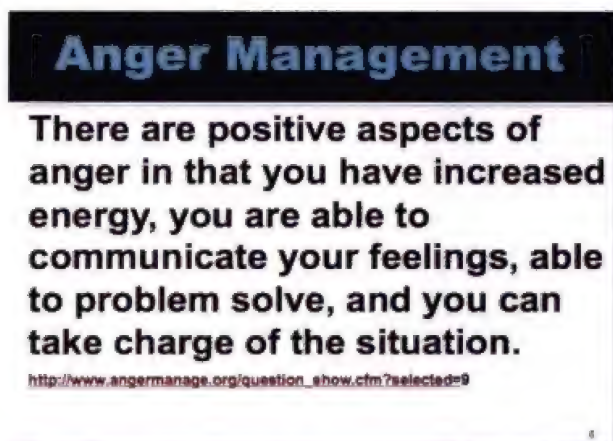 Anger Management
There are positive aspects of
anger in that you have increased
energy, you are able to
communicate your feelings, able
to problem solve, and you can
take charge of the situation.
http://www.angermanage.org/question_show.cfm?selected=9